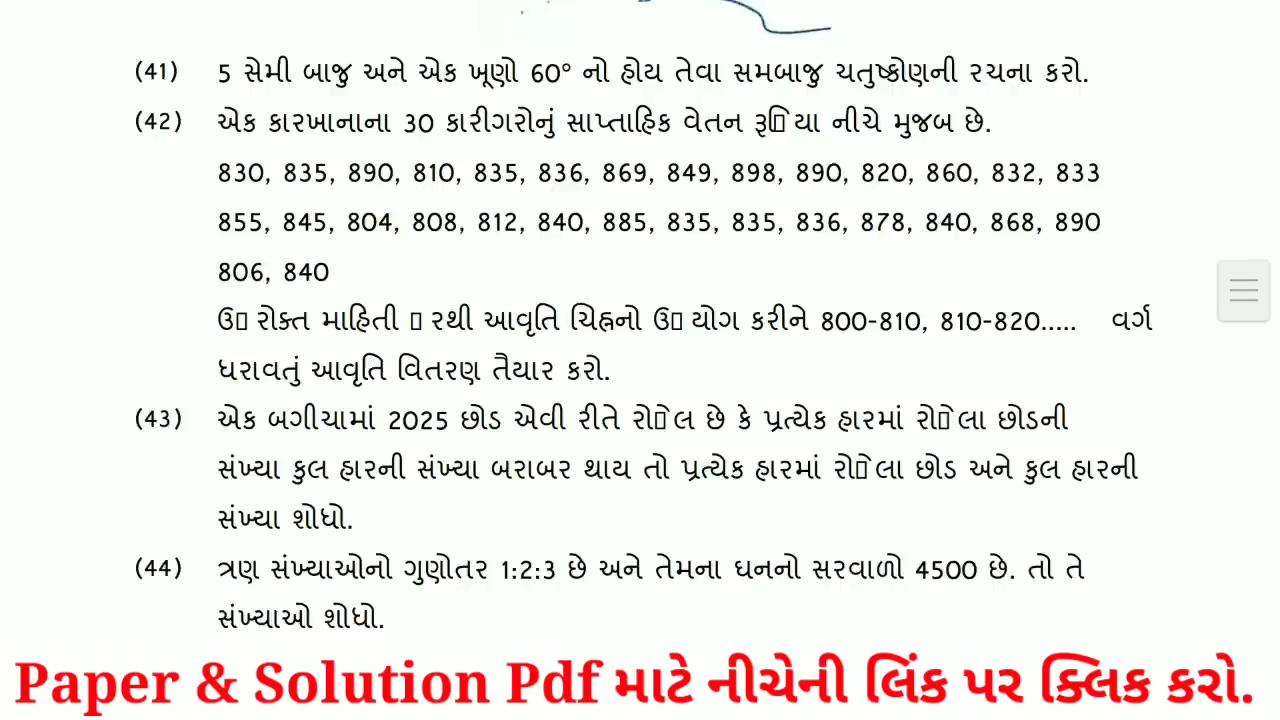 (41) 5 સેમી બાજુ અને એક ખૂણો 60° નો હોય તેવા સમબાજુ ચતુષ્કોણની રચના કરો.
(42) એક કારખાનાના 30 કારીગરોનું સાપ્તાહિક વેતન રૂ▯િયા નીચે મુજબ છે.
830, 835, 890, 810, 835, 836, 869, 849, 898, 890, 820, 860, 832, 833
855, 845, 804, 808, 812, 840, 885, 835, 835, 836, 878, 840, 868, 890
806, 840
ઉ▯રોક્ત માહિતી ▯રથી આવૃતિ ચિહ્નનો ઉ▯યોગ કરીને 800-810, 810-820..... વર્ગ
ધરાવતું આવૃતિ વિતરણ તૈયાર કરો.
(43) એક બગીચામાં 2025 છોડ એવી રીતે રો▯ેલ છે કે પ્રત્યેક હારમાં રો▯ેલા છોડની
સંખ્યા કુલ હારની સંખ્યા બરાબર થાય તો પ્રત્યેક હારમાં રો▯ેલા છોડ અને કુલ હારની
સંખ્યા શોધો.
(44) ત્રણ સંખ્યાઓનો ગુણોતર 1:2:3 છે અને તેમના ઘનનો સરવાળો 4500 છે. તો તે
સંખ્યાઓ શોધો.
Paper & Solution Pdf માટે નીચેની લિંક પર ક્લિક કરો.